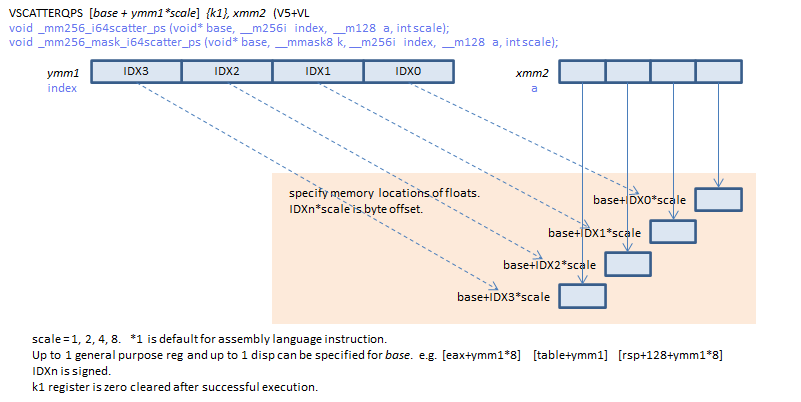 VSCATTERQPS [base + ymm1*scale] {k1}, xmm2 (V5+VL
void _mm256_i64scatter_ps (void* base, __m256i index, __m128 a, int scale);
void _mm256_mask_i64scatter_ps (void* base, __mmask8 k, __m256i index, __m128 a, int scale);
ymm1 IDX3 IDX2 IDX1 IDX0 xmm2
index a
specify memory locations of floats.
base+IDX0*scale
IDXn*scale is byte offset.
base+IDX1*scale
base+IDX2*scale
base+IDX3*scale
scale = 1, 2, 4, 8. *1 is default for assembly language instruction.
Up to 1 general purpose reg and up to 1 disp can be specified for base. e.g. [eax+ymm1*8] [table+ymm1] [rsp+128+ymm1*8]
IDXn is signed.
k1 register is zero cleared after successful execution.